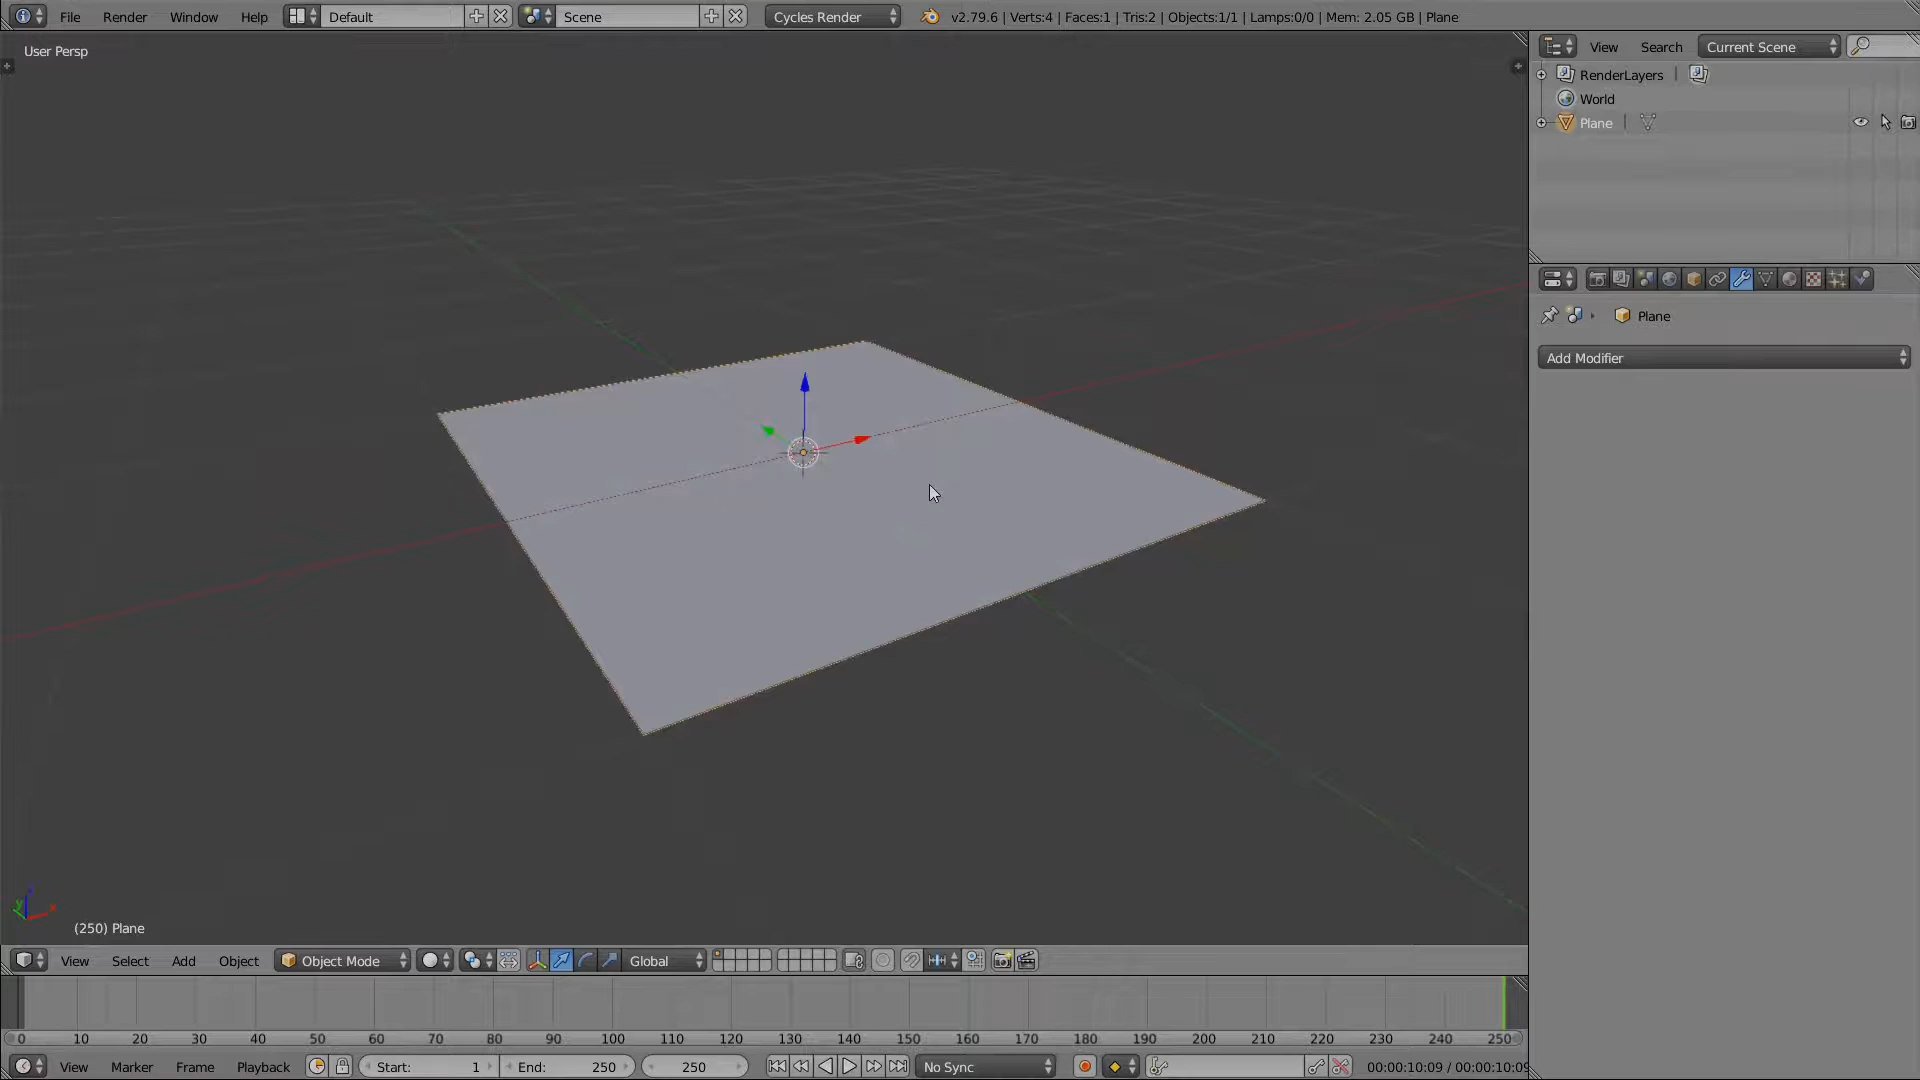 File Render Window Help Default Scene Cycles Render v2.79.6 | Verts:4 | Faces:1 | Tris:2 | Objects:1/1 | Lamps:0/0 | Mem: 2.05 GB | Plane
User Persp
View Search Current Scene
RenderLayers
World
Plane
Plane
Add Modifier
(250) Plane
View Select Add Object Object Mode Global
0 10 20 30 40 50 60 70 80 90 100 110 120 130 140 150 160 170 180 190 200 210 220 230 240 250
View Marker Frame Playback Start: 1 End: 250 250 No Sync 00:00:10:09 / 00:00:10:09